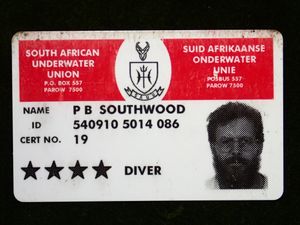 SOUTH AFRICAN
UNDERWATER
UNION
P.O. BOX 557
PAROW 7500
SUID AFRIKAANSE
ONDERWATER
UNIE
POSBUS 557
PAROW 7500
NAME P B SOUTHWOOD
ID 540910 5014 086
CERT NO. 19
★★★★ DIVER